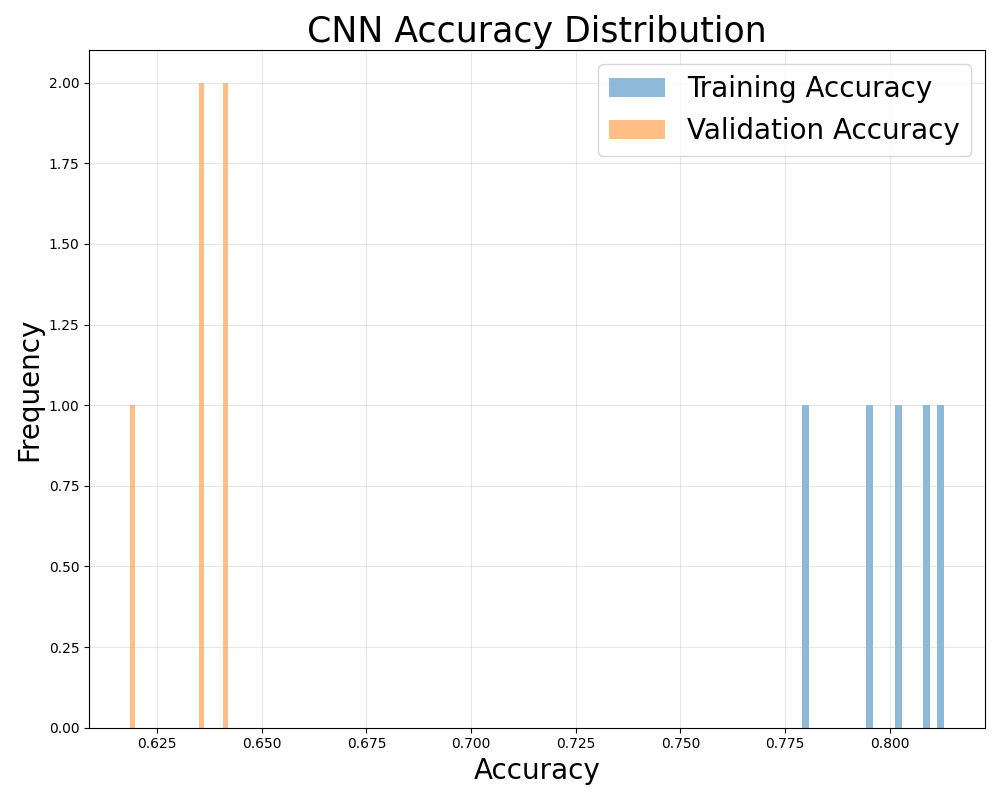 CNN Accuracy Distribution
Training Accuracy
Validation Accuracy
Frequency
2.00
1.75
1.50
1.25
1.00
0.75
0.50
0.25
0.00
0.625 0.650 0.675 0.700 0.725 0.750 0.775 0.800
Accuracy